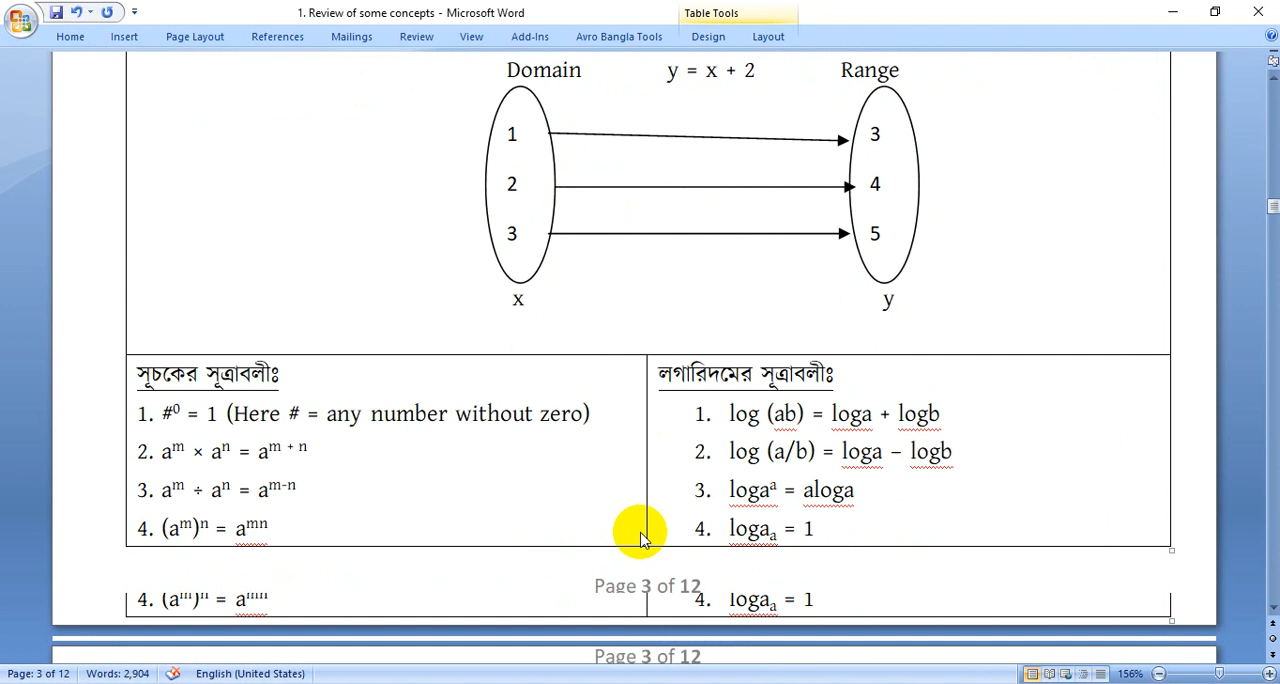 1. Review of some concepts - Microsoft Word
Table Tools
Home Insert Page Layout References Mailings Review View Add-Ins Avro Bangla Tools Design Layout
Domain y = x + 2 Range
1 3
2 4
3 5
x y
সূচকের সূত্রাবলীঃ
1. #⁰ = 1 (Here # = any number without zero)
2. aᵐ × aⁿ = aᵐ ⁺ ⁿ
3. aᵐ ÷ aⁿ = aᵐ⁻ⁿ
4. (aᵐ)ⁿ = aᵐⁿ
লগারিদমের সূত্রাবলীঃ
1. log (ab) = loga + logb
2. log (a/b) = loga – logb
3. logaᵃ = aloga
4. logaₐ = 1
Page 3 of 12
4. (aᵐ)ⁿ = aᵐⁿ
4. logaₐ = 1
Page 3 of 12
Page: 3 of 12 Words: 2,904 English (United States) 156%